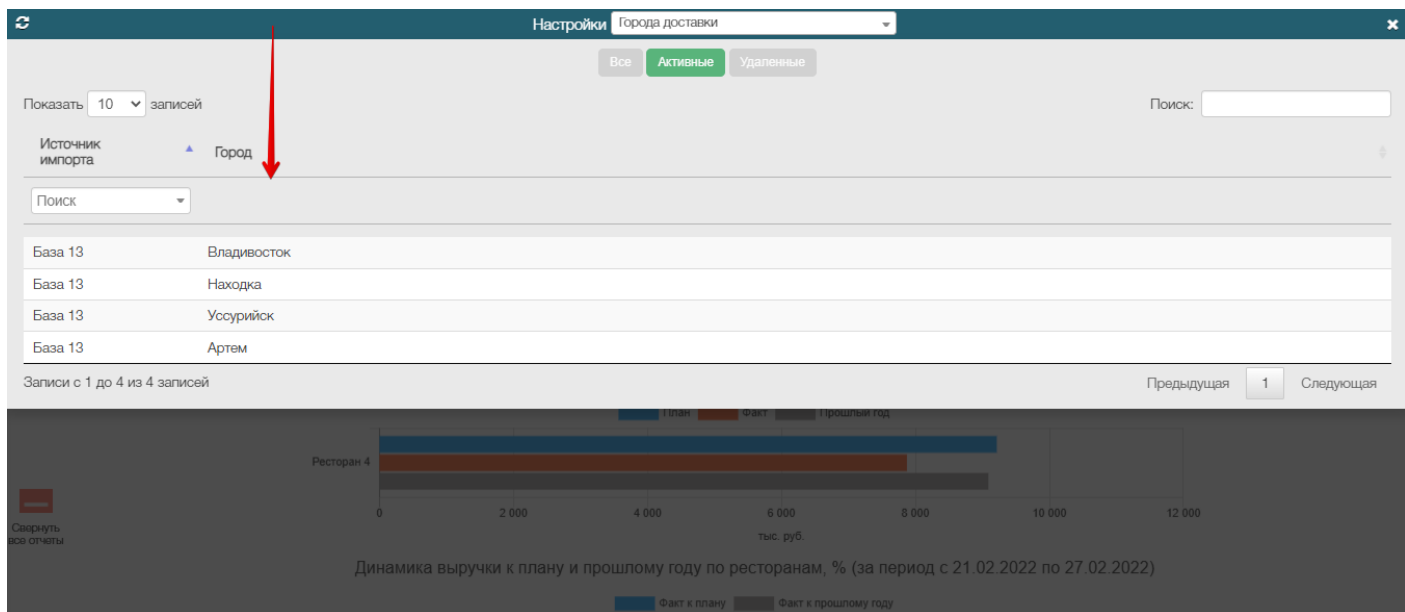 Настройки Города доставки
Все Активные Удаленные
Показать 10 записей Поиск:
Источник импорта Город
Поиск
База 13 Владивосток
База 13 Находка
База 13 Уссурийск
База 13 Артем
Записи с 1 до 4 из 4 записей Предыдущая 1 Следующая
План Факт Прошлый год
Ресторан 4
0 2 000 4 000 6 000 8 000 10 000 12 000
тыс. руб.
Свернуть
все отчеты
Динамика выручки к плану и прошлому году по ресторанам, % (за период с 21.02.2022 по 27.02.2022)
Факт к плану Факт к прошлому году